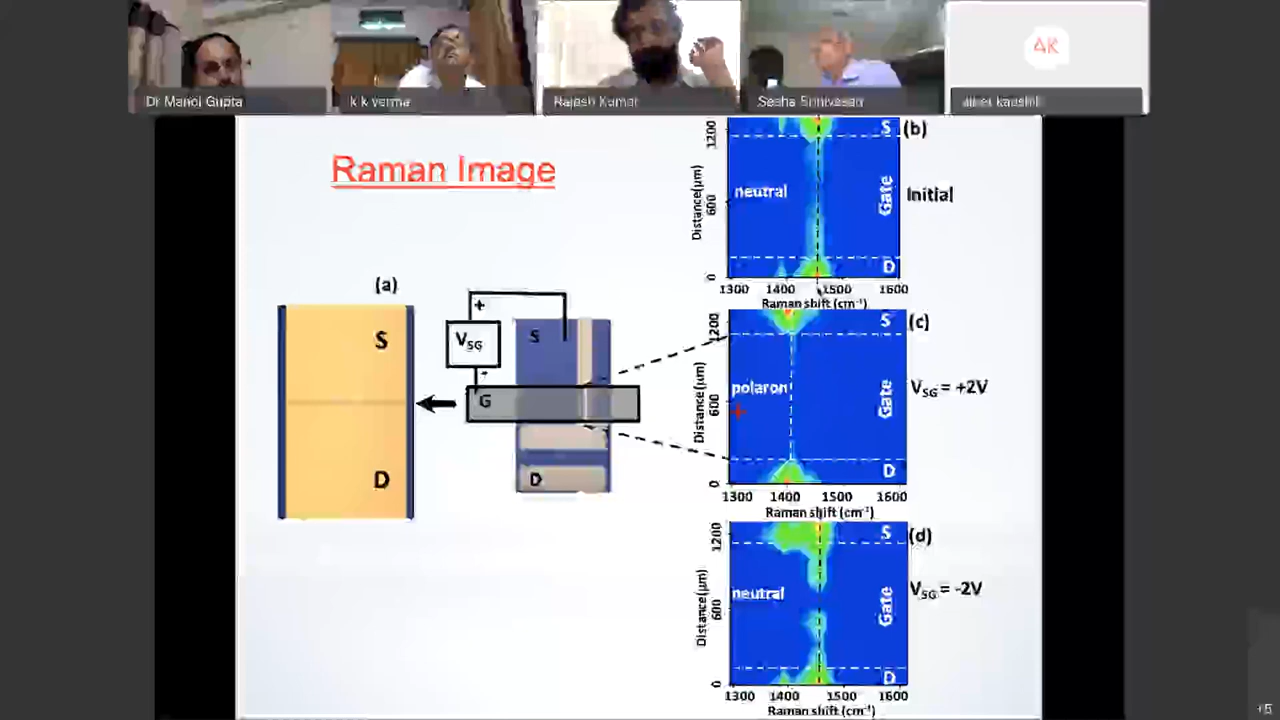 Dr Manoj Gupta
k k verma
Rajesh Kumar
Sesha Srinivasan
AK
Raman Image
(a)
S
D
+
V_SG
-
S
G
D
(b)
Distance(μm)
1200
600
0
neutral
S
Gate
D
Initial
1300 1400 1500 1600
Raman shift (cm⁻¹)
(c)
Distance(μm)
1200
600
0
polaron
S
Gate
D
V_SG = +2V
1300 1400 1500 1600
Raman shift (cm⁻¹)
(d)
Distance(μm)
1200
600
0
neutral
S
Gate
D
V_SG = -2V
1300 1400 1500 1600
Raman shift (cm⁻¹)